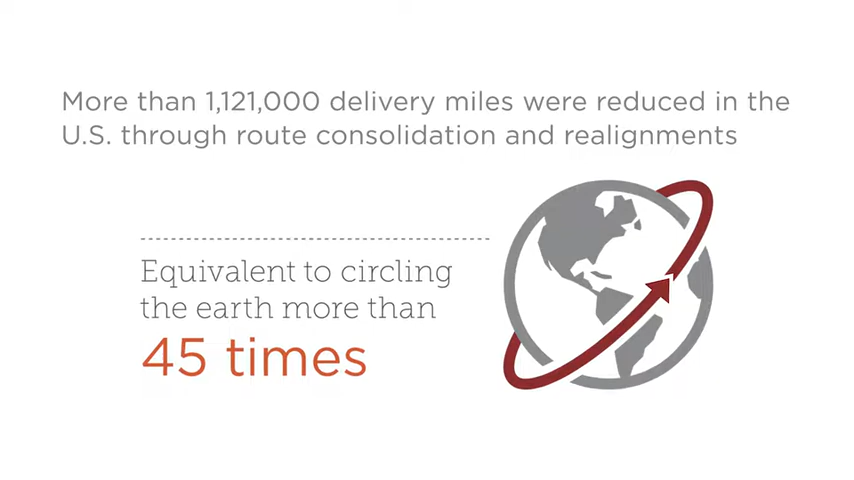 More than 1,121,000 delivery miles were reduced in the
U.S. through route consolidation and realignments
Equivalent to circling
the earth more than
45 times